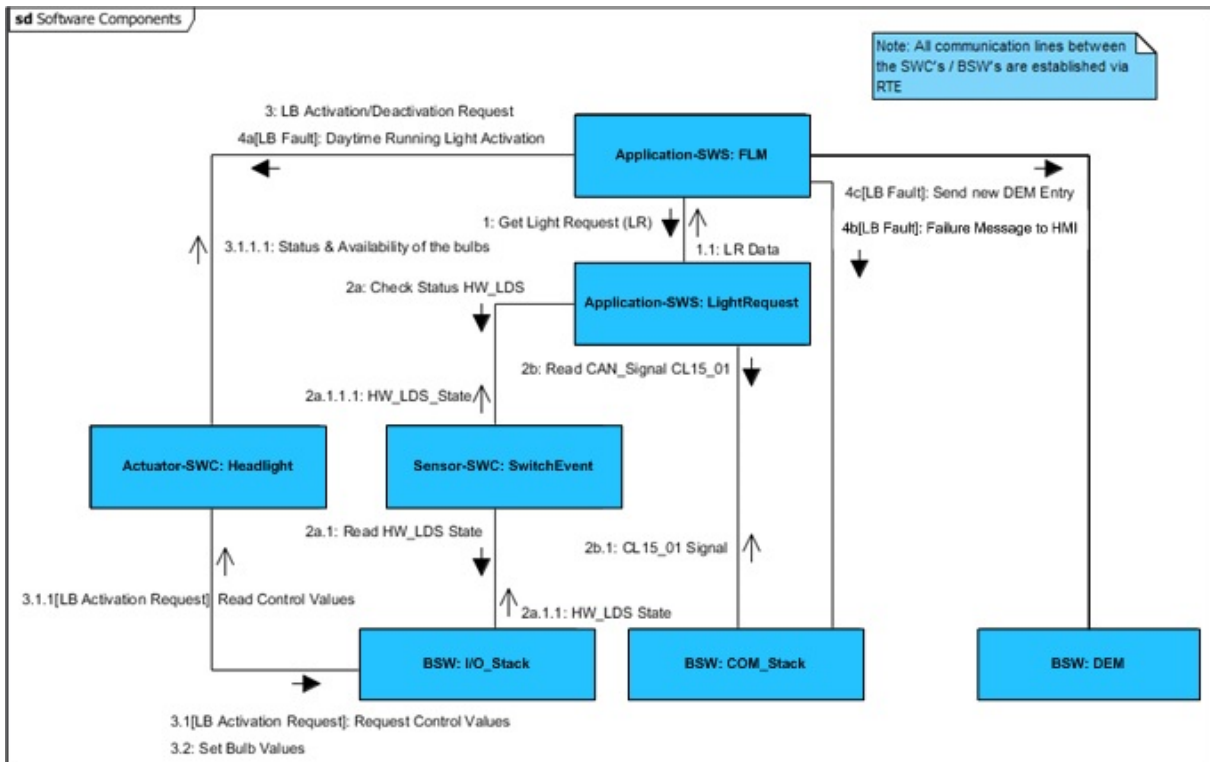 sd Software Components
Note: All communication lines between
the SWC's / BSW's are established via
RTE
3: LB Activation/Deactivation Request
4a[LB Fault]: Daytime Running Light Activation
Application-SWS: FLM
4c[LB Fault]: Send new DEM Entry
4b[LB Fault]: Failure Message to HMI
1: Get Light Request (LR)
1.1: LR Data
3.1.1.1: Status & Availability of the bulbs
2a: Check Status HW_LDS
Application-SWS: LightRequest
2b: Read CAN_Signal CL15_01
2a.1.1.1: HW_LDS_State
Actuator-SWC: Headlight
Sensor-SWC: SwitchEvent
2a.1: Read HW_LDS State
2b.1: CL15_01 Signal
3.1.1[LB Activation Request] Read Control Values
2a.1.1: HW_LDS State
BSW: I/O_Stack
BSW: COM_Stack
BSW: DEM
3.1[LB Activation Request]: Request Control Values
3.2: Set Bulb Values